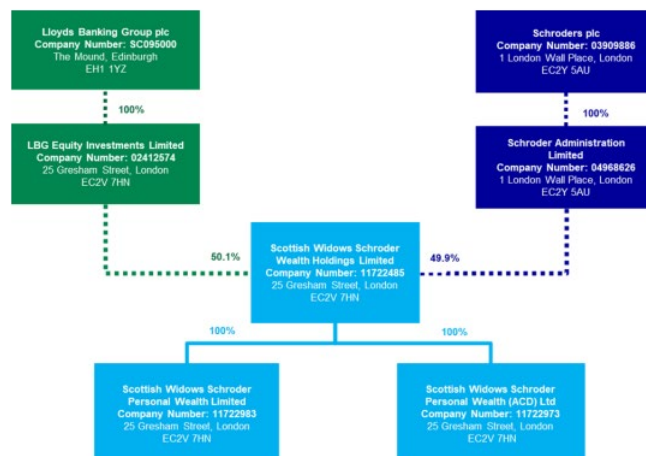 Lloyds Banking Group plc
Company Number: SC095000
The Mound, Edinburgh
EH1 1YZ
Schroders plc
Company Number: 03909886
1 London Wall Place, London
EC2Y 5AU
100%
100%
LBG Equity Investments Limited
Company Number: 02412574
25 Gresham Street, London
EC2V 7HN
Schroder Administration
Limited
Company Number: 04968626
1 London Wall Place, London
EC2Y 5AU
50.1%
Scottish Widows Schroder
Wealth Holdings Limited
Company Number: 11722485
25 Gresham Street, London
EC2V 7HN
49.9%
100%
100%
Scottish Widows Schroder
Personal Wealth Limited
Company Number: 11722983
25 Gresham Street, London
EC2V 7HN
Scottish Widows Schroder
Personal Wealth (ACD) Ltd
Company Number: 11722973
25 Gresham Street, London
EC2V 7HN